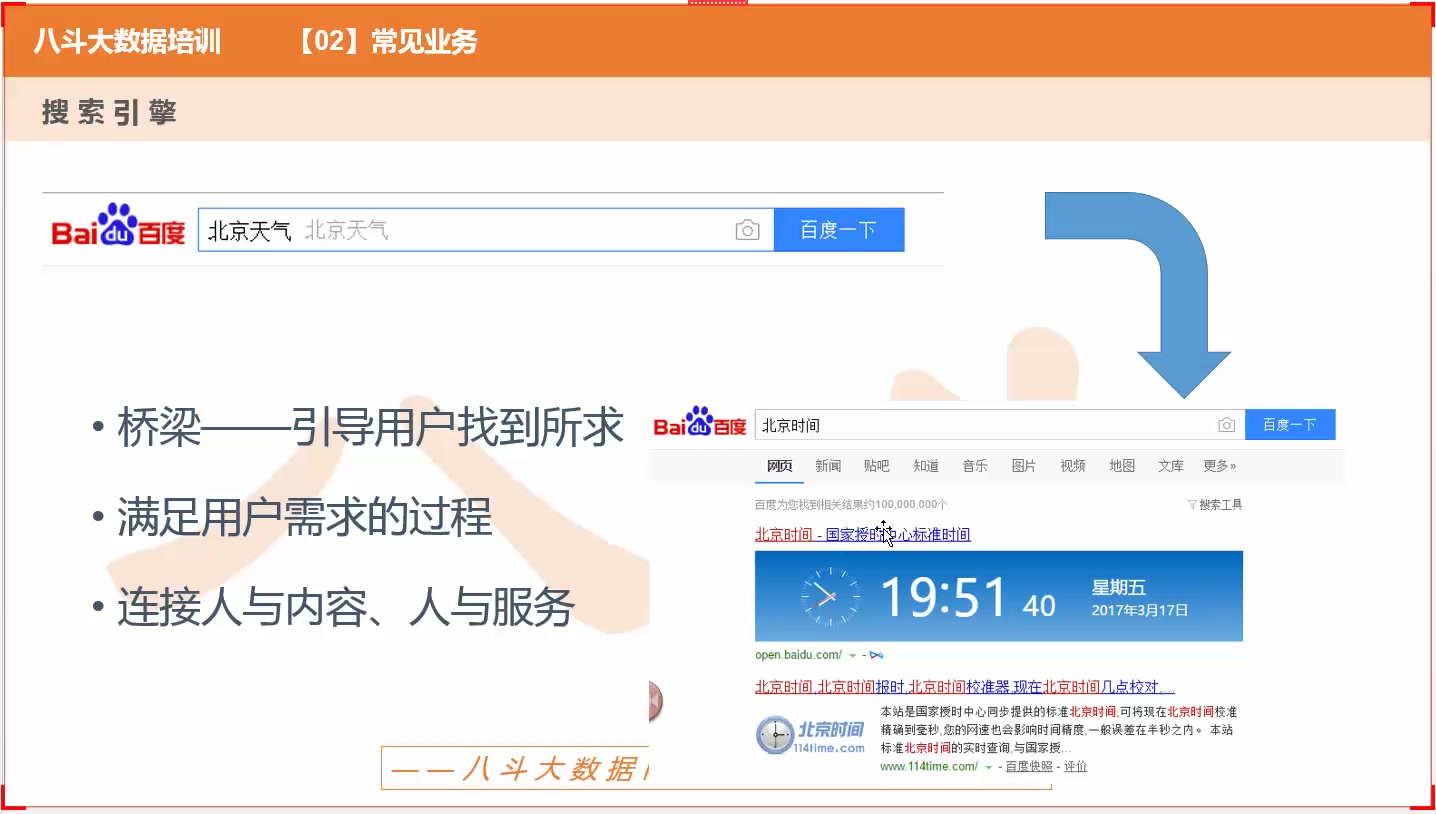 八斗大数据培训 【02】常见业务
搜索引擎
Bai du 百度 北京天气 北京天气 百度一下
• 桥梁——引导用户找到所求
• 满足用户需求的过程
• 连接人与内容、人与服务
Bai du 百度 北京时间 百度一下
网页 新闻 贴吧 知道 音乐 图片 视频 地图 文库 更多»
百度为您找到相关结果约100,000,000个 搜索工具
北京时间 - 国家授时中心标准时间
19:51 40 星期五
2017年3月17日
open.baidu.com/ -
北京时间,北京时间报时,北京时间校准器,现在北京时间几点校对,...
北京时间
114time.com
本站是国家授时中心同步提供的标准北京时间,可将现在北京时间校准
精确到毫秒,您的网速也会影响时间精度,一般误差在半秒之内。 本站
标准北京时间的实时查询,与国家授...
www.114time.com/ - 百度快照 - 评价
——八斗大数据